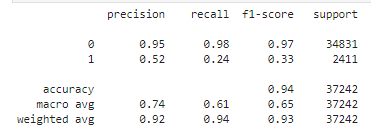 precision recall f1-score support
0 0.95 0.98 0.97 34831
1 0.52 0.24 0.33 2411
accuracy 0.94 37242
macro avg 0.74 0.61 0.65 37242
weighted avg 0.92 0.94 0.93 37242